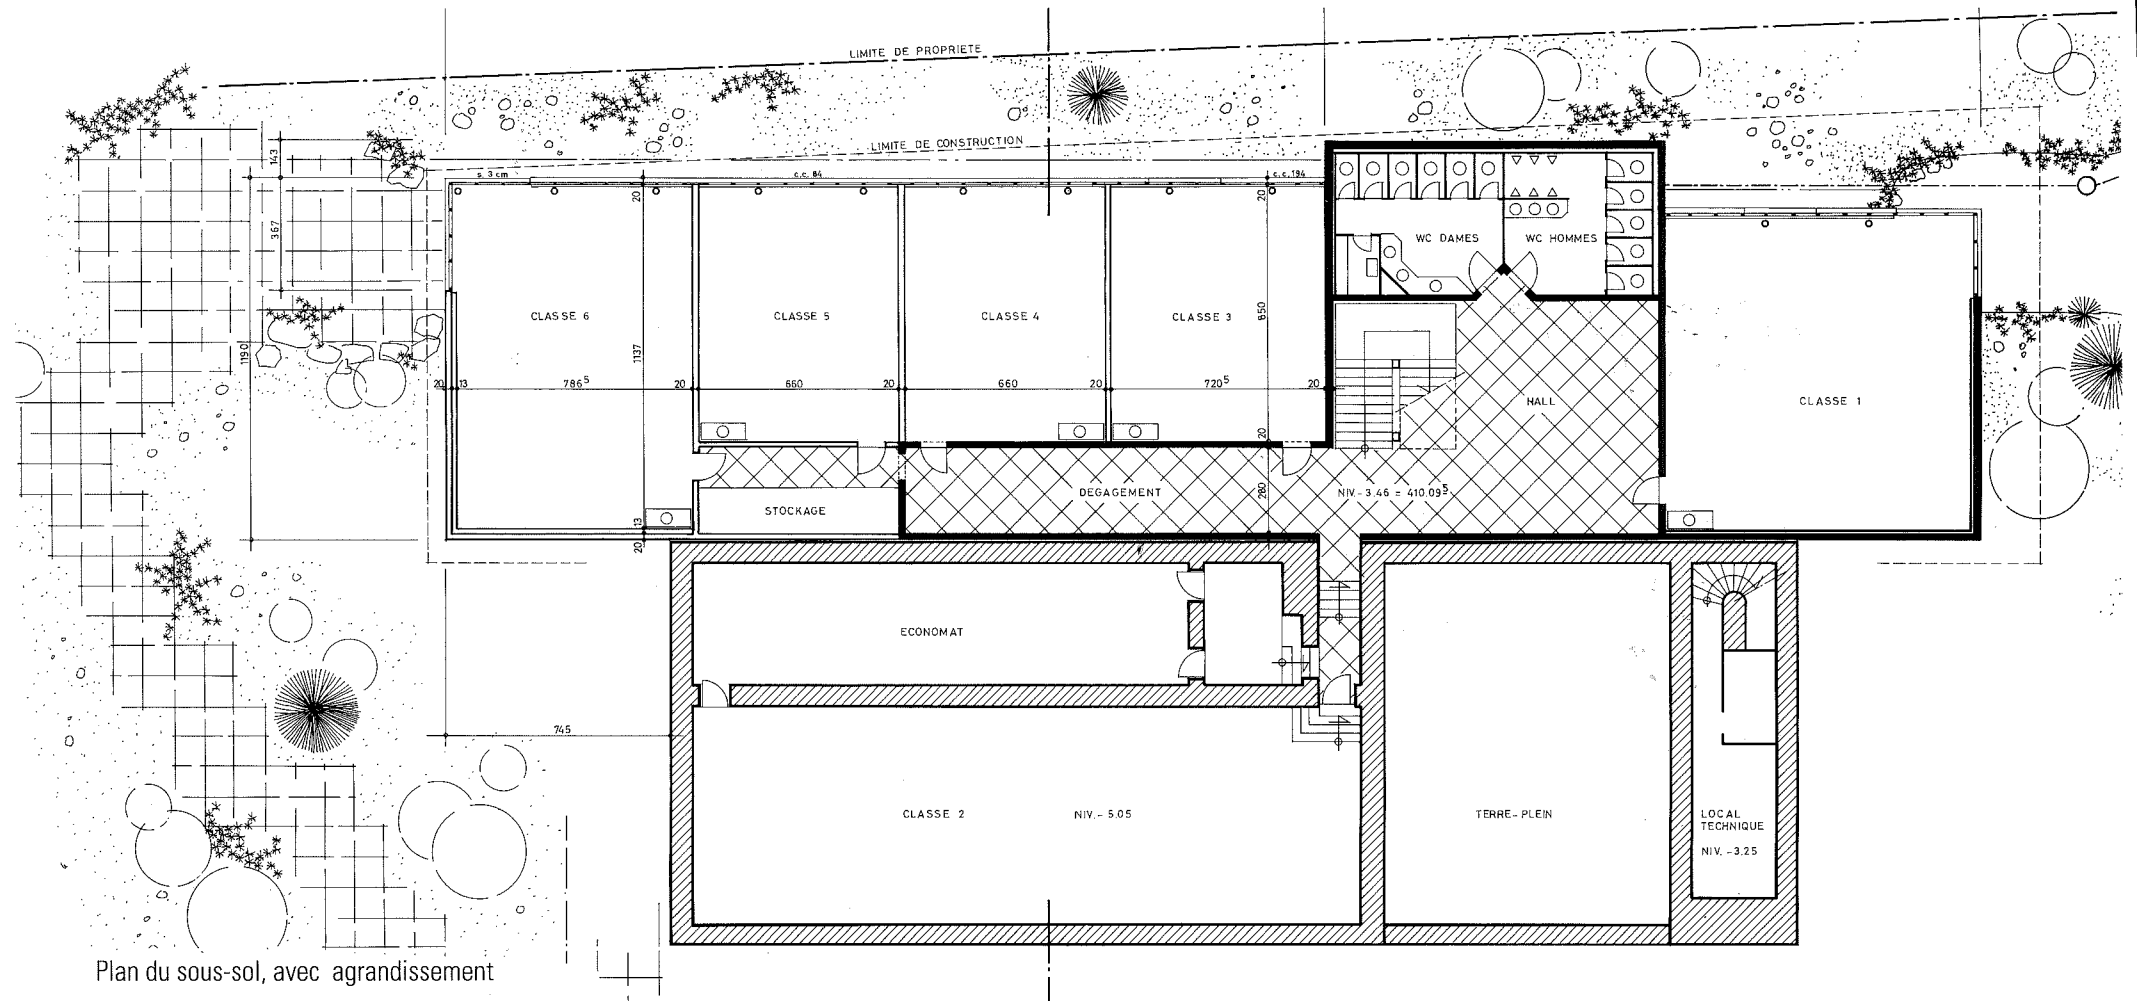 LIMITE DE PROPRIETE
LIMITE DE CONSTRUCTION
143
367
1190
s. 3 cm
c.c. 84
c.c. 194
20
20
WC DAMES
WC HOMMES
CLASSE 6
CLASSE 5
CLASSE 4
CLASSE 3
850
1137
20
13
786⁵
20
660
20
660
20
720⁵
20
HALL
CLASSE 1
20
280
DEGAGEMENT
NIV.-3.46 = 410.09⁵
STOCKAGE
13
20
ECONOMAT
745
CLASSE 2
NIV.- 5.05
TERRE-PLEIN
LOCAL
TECHNIQUE
NIV. -3.25
Plan du sous-sol, avec agrandissement